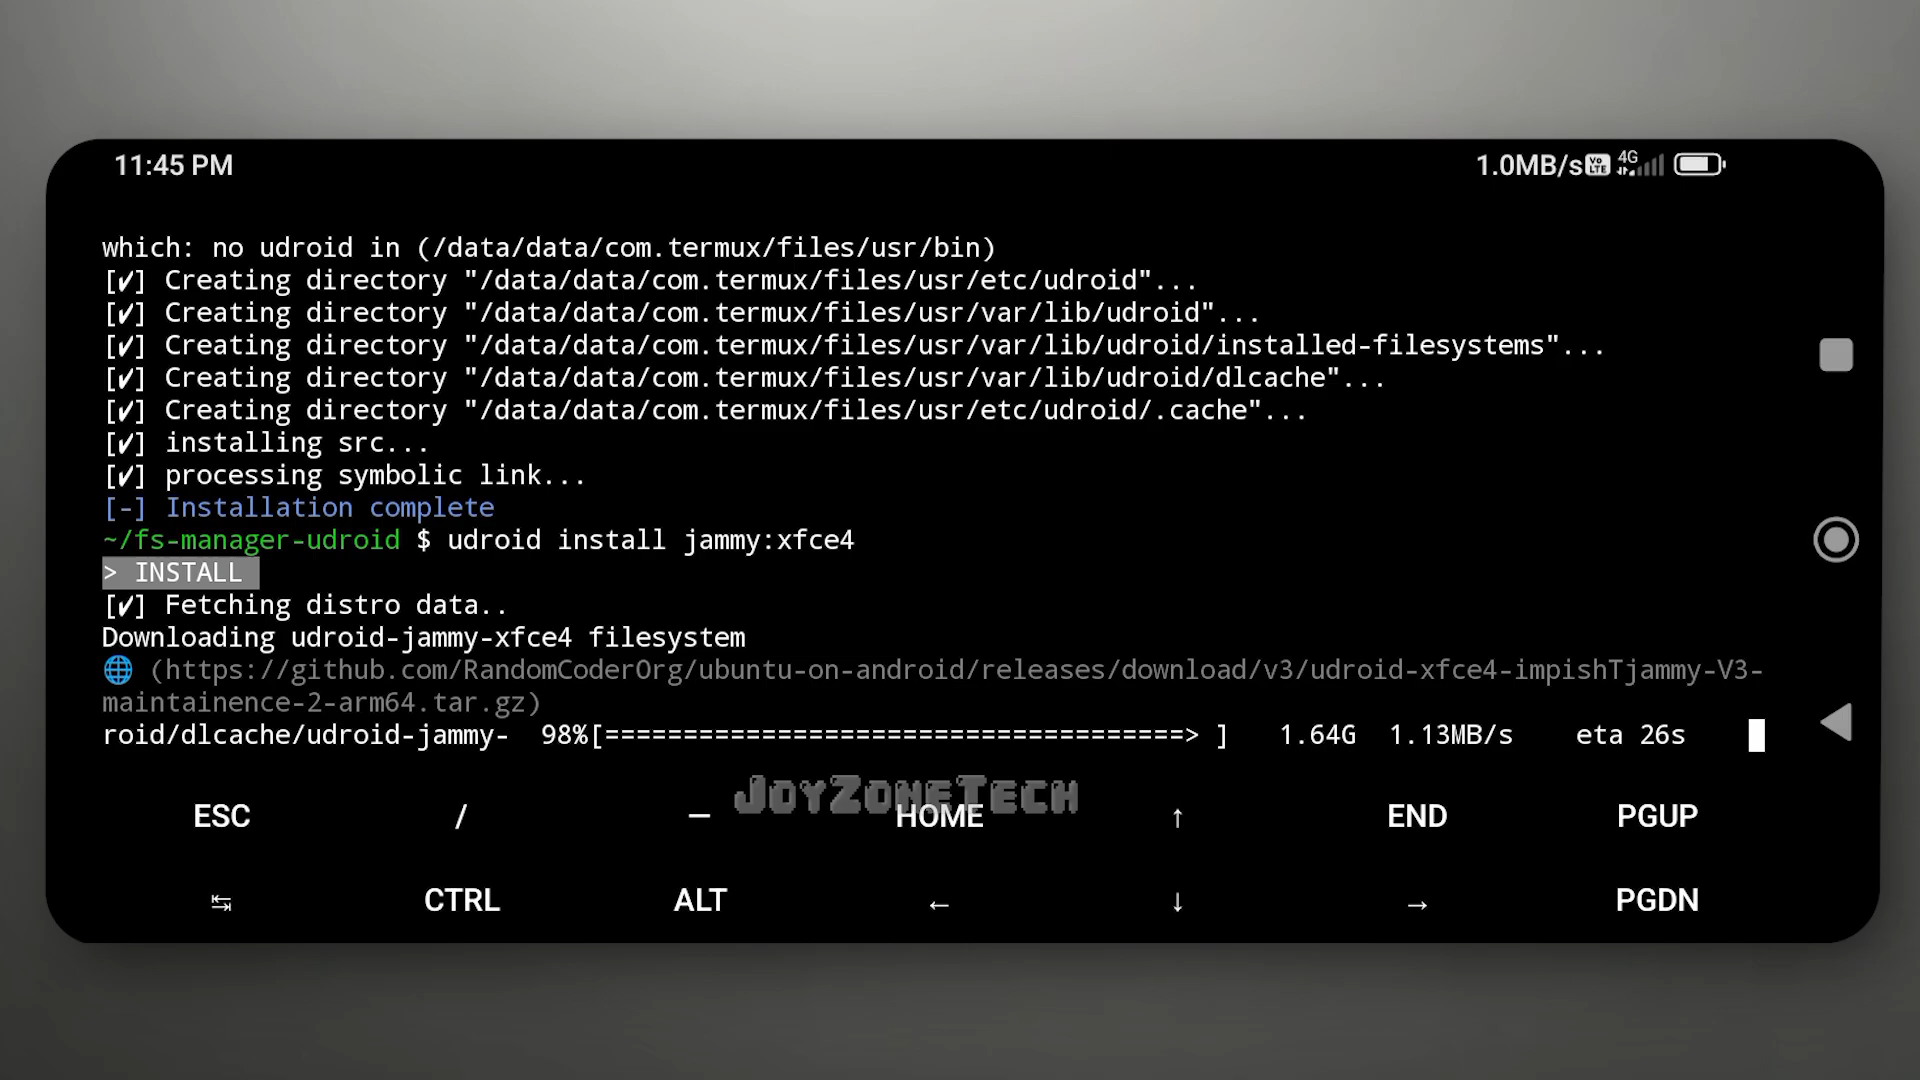 11:45 PM
1.0MB/s Vo LTE 4G
which: no udroid in (/data/data/com.termux/files/usr/bin)
[✔] Creating directory "/data/data/com.termux/files/usr/etc/udroid"...
[✔] Creating directory "/data/data/com.termux/files/usr/var/lib/udroid"...
[✔] Creating directory "/data/data/com.termux/files/usr/var/lib/udroid/installed-filesystems"...
[✔] Creating directory "/data/data/com.termux/files/usr/var/lib/udroid/dlcache"...
[✔] Creating directory "/data/data/com.termux/files/usr/etc/udroid/.cache"...
[✔] installing src...
[✔] processing symbolic link...
[-] Installation complete
~/fs-manager-udroid $ udroid install jammy:xfce4
> INSTALL
[✔] Fetching distro data..
Downloading udroid-jammy-xfce4 filesystem
🌐 (https://github.com/RandomCoderOrg/ubuntu-on-android/releases/download/v3/udroid-xfce4-impishTjammy-V3-
maintainence-2-arm64.tar.gz)
roid/dlcache/udroid-jammy- 98%[=====================================> ] 1.64G 1.13MB/s eta 26s
JoyZoneTech
ESC / — HOME ↑ END PGUP
↹ CTRL ALT ← ↓ → PGDN